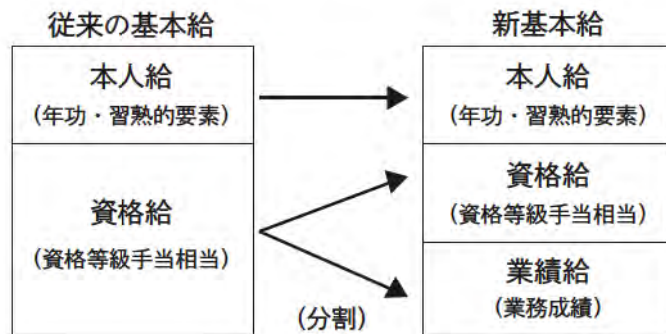 従来の基本給
本人給
(年功・習熟的要素)
資格給
(資格等級手当相当)
(分割)
新基本給
本人給
(年功・習熟的要素)
資格給
(資格等級手当相当)
業績給
(業務成績)